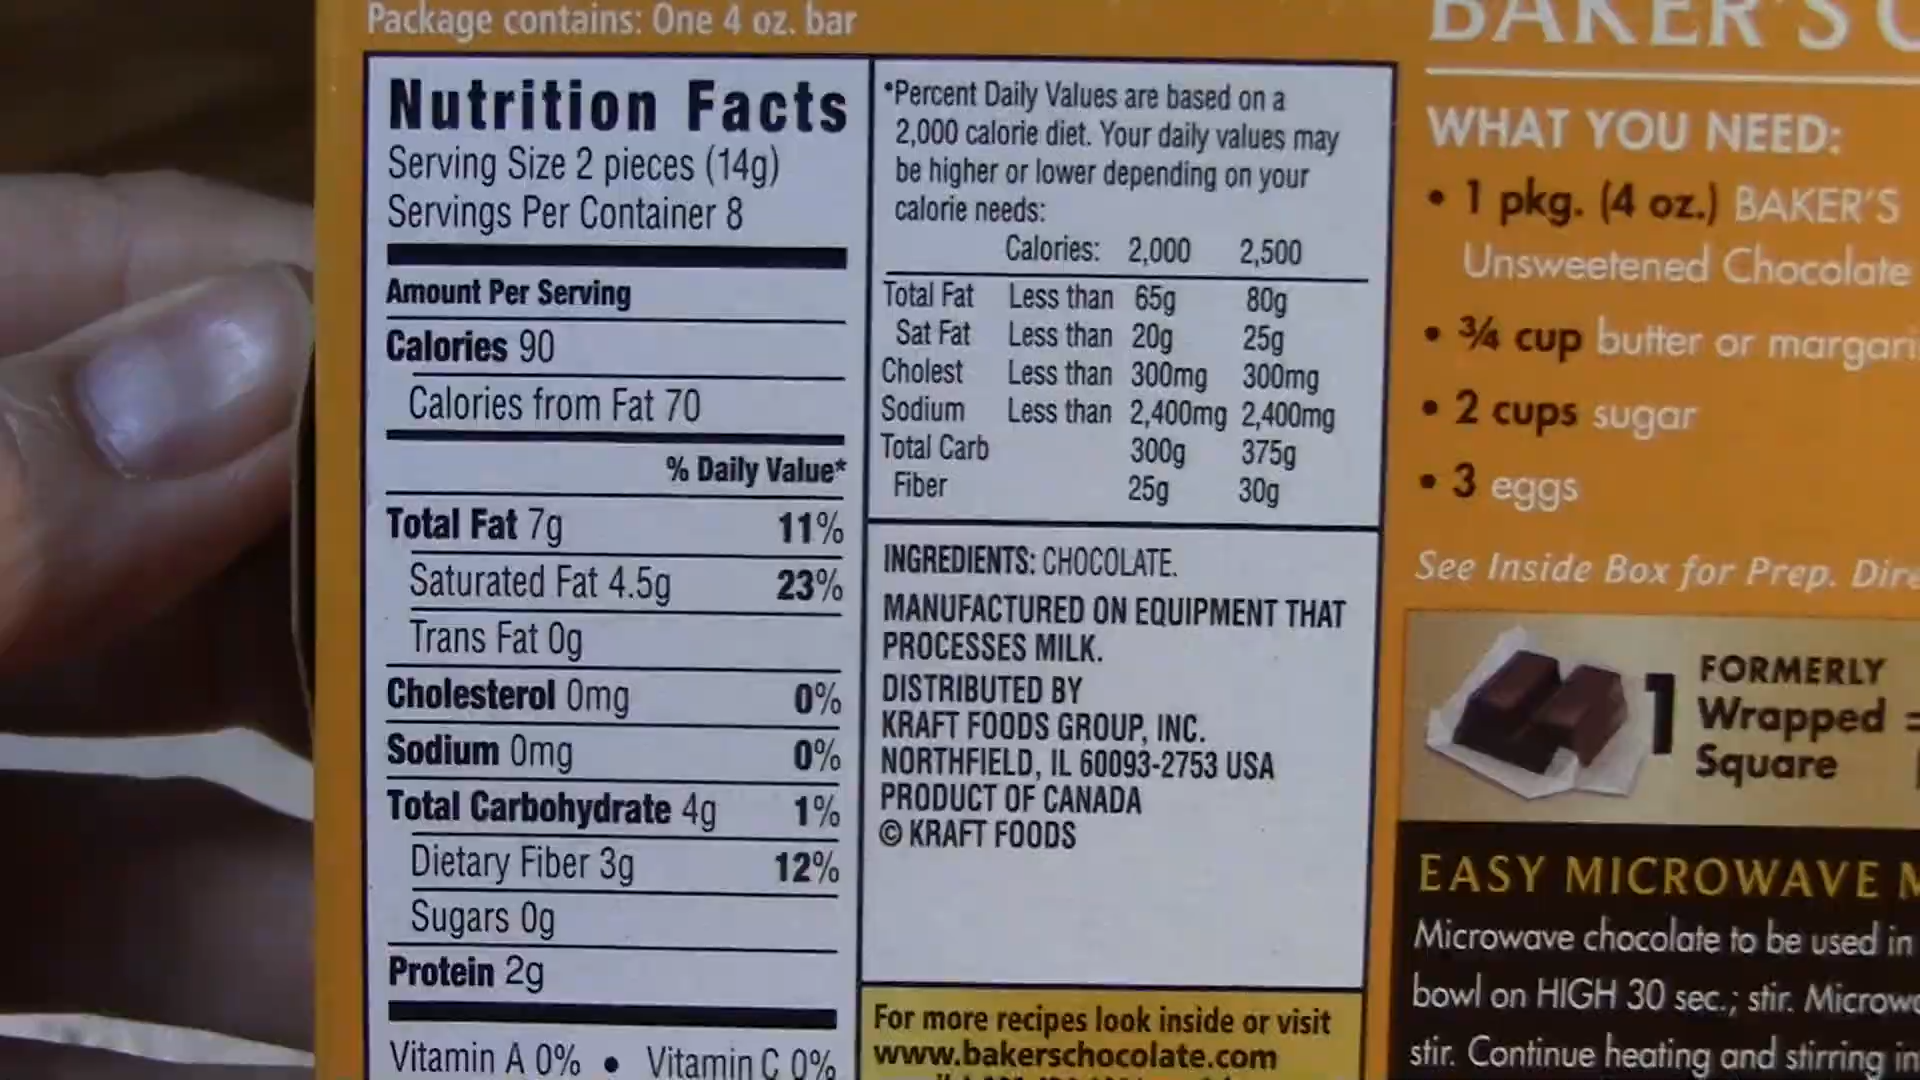 Package contains: One 4 oz. bar
Nutrition Facts
Serving Size 2 pieces (14g)
Servings Per Container 8
Amount Per Serving
Calories 90
Calories from Fat 70
% Daily Value*
Total Fat 7g 11%
Saturated Fat 4.5g 23%
Trans Fat 0g
Cholesterol 0mg 0%
Sodium 0mg 0%
Total Carbohydrate 4g 1%
Dietary Fiber 3g 12%
Sugars 0g
Protein 2g
Vitamin A 0% • Vitamin C 0%
*Percent Daily Values are based on a
2,000 calorie diet. Your daily values may
be higher or lower depending on your
calorie needs:
Calories: 2,000 2,500
Total Fat Less than 65g 80g
Sat Fat Less than 20g 25g
Cholest Less than 300mg 300mg
Sodium Less than 2,400mg 2,400mg
Total Carb 300g 375g
Fiber 25g 30g
INGREDIENTS: CHOCOLATE.
MANUFACTURED ON EQUIPMENT THAT
PROCESSES MILK.
DISTRIBUTED BY
KRAFT FOODS GROUP, INC.
NORTHFIELD, IL 60093-2753 USA
PRODUCT OF CANADA
© KRAFT FOODS
For more recipes look inside or visit
www.bakerschocolate.com
BAKER'S
WHAT YOU NEED:
• 1 pkg. (4 oz.) BAKER'S
Unsweetened Chocolate
• ¾ cup butter or margari
• 2 cups sugar
• 3 eggs
See Inside Box for Prep. Dire
1 FORMERLY
Wrapped =
Square
EASY MICROWAVE M
Microwave chocolate to be used in
bowl on HIGH 30 sec.; stir. Microwa
stir. Continue heating and stirring in